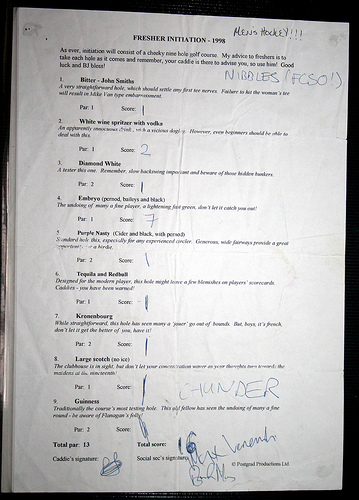 Men's Hockey!!!
FRESHER INITIATION - 1998
As ever, initiation will consist of a cheeky nine hole golf course. My advice to freshers is to
take each hole as it comes and remember, your caddie is there to advise you, so use him! Good
luck and BJ bless!
NIBBLES (FCSO!)
1. Bitter - John Smiths
A very straightforward hole, which should settle any first tee nerves. Failure to hit the woman's tee
will result in Mike Van type embarrassment.
Par: 1 Score: 1
2. White wine spritzer with vodka
An apparently innocuous with a vicious dogleg. However, even beginners should be able to
deal with this.
Par: 1 Score: 2
3. Diamond White
A tester this one. Remember, slow backswing important and beware of those hidden bunkers.
Par: 2 Score: 1
4. Embryo (pernod, baileys and black)
The undoing of many a fine player, a lightening fast green, don't let it catch you out!
Par: 1 Score: 7
5. Purple Nasty (Cider and black, with pernod)
Standard hole this, especially for any experienced circler. Generous, wide fairways provide a great
opportunity a birdie.
Par: 2 Score: 1
6. Tequila and Redbull
Designed for the modern player, this hole might leave a few blemishes on players' scorecards.
Caddies - you have been warned!
Par: 1 Score: 1
7. Kronenbourg
While straightforward, this hole has seen many a 'joner' go out of bounds. But, boys, it's french,
don't let it get the better of you, have it!
Par: 2 Score: 1
8. Large scotch (no ice)
The clubhouse is in sight, but don't let your concentration waver as your thoughts turn towards the
maidens at the nineteenth!
Par: 1 Score: 1
CHUNDER
9. Guinness
Traditionally the course's most testing hole. This old fellow has seen the undoing of many a fine
round - be aware of Flanagan's folly!
Par: 2 Score: 1
Total par: 13 Total score: 16
Caddie's signature: Social sec's signature:
© Postgrad Productions Ltd